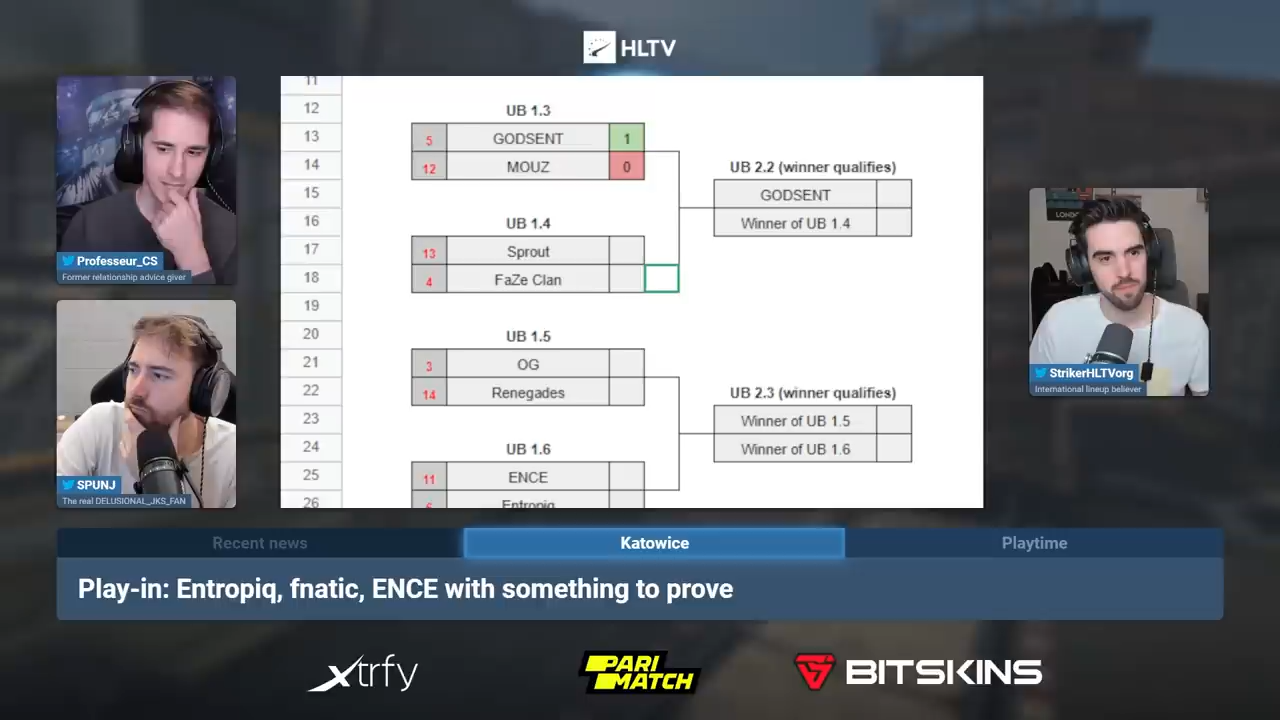 HLTV
11
12
UB 1.3
13
5 GODSENT 1
14
12 MOUZ 0
UB 2.2 (winner qualifies)
15
GODSENT
16
UB 1.4
Winner of UB 1.4
17
13 Sprout
18
4 FaZe Clan
19
20
UB 1.5
21
3 OG
22
14 Renegades
UB 2.3 (winner qualifies)
23
Winner of UB 1.5
24
UB 1.6
Winner of UB 1.6
25
11 ENCE
26
6 Entropiq
Professeur_CS
Former relationship advice giver
SPUNJ
The real DELUSIONAL_JKS_FAN
LONDO
StrikerHLTVorg
International lineup believer
Recent news
Katowice
Playtime
Play-in: Entropiq, fnatic, ENCE with something to prove
xtrfy
PARI
MATCH
BITSKINS